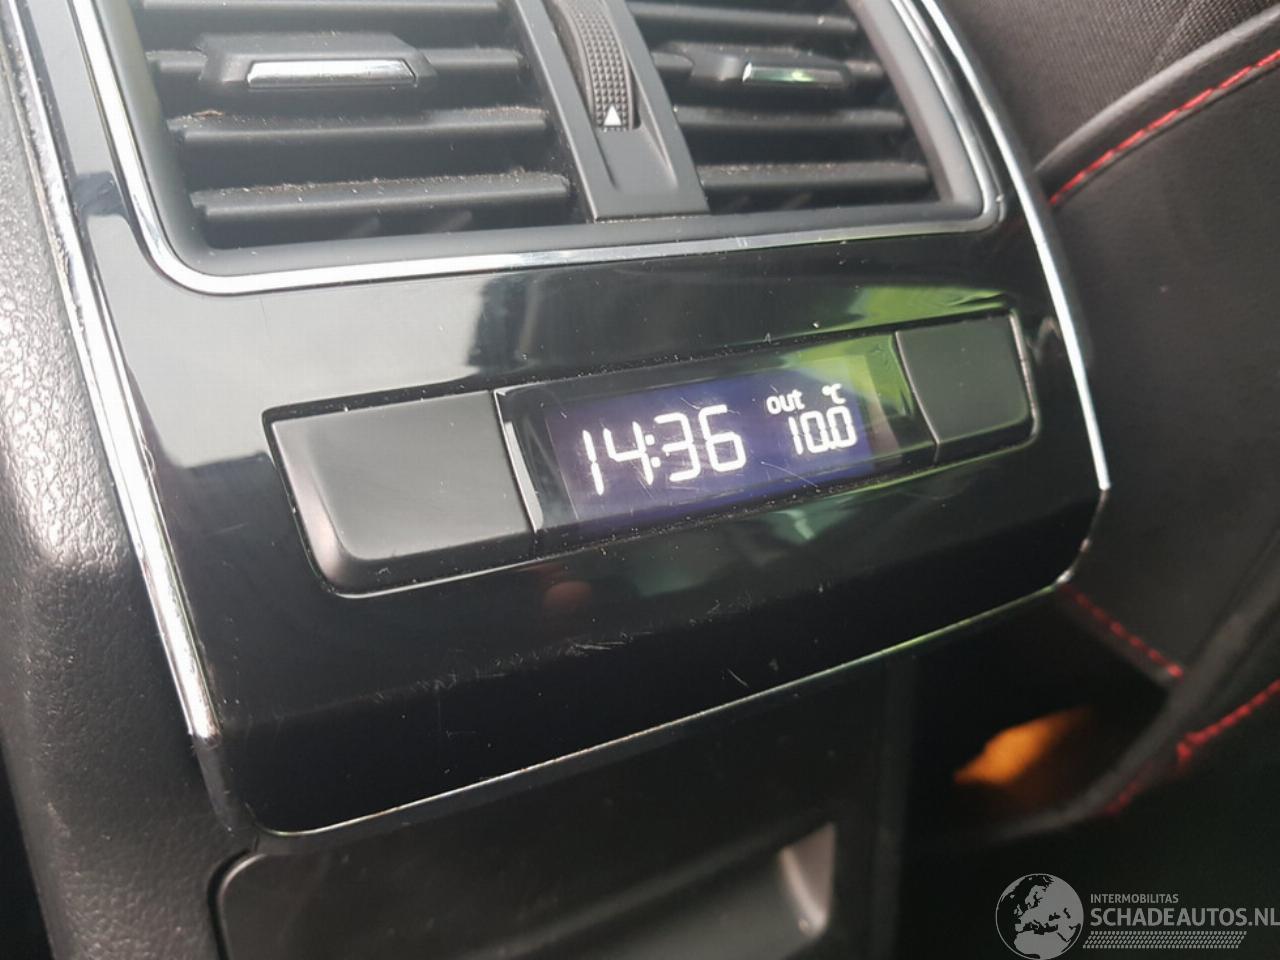 14:36 out °C 10.0
INTERMOBILITAS
SCHADEAUTOS.NL